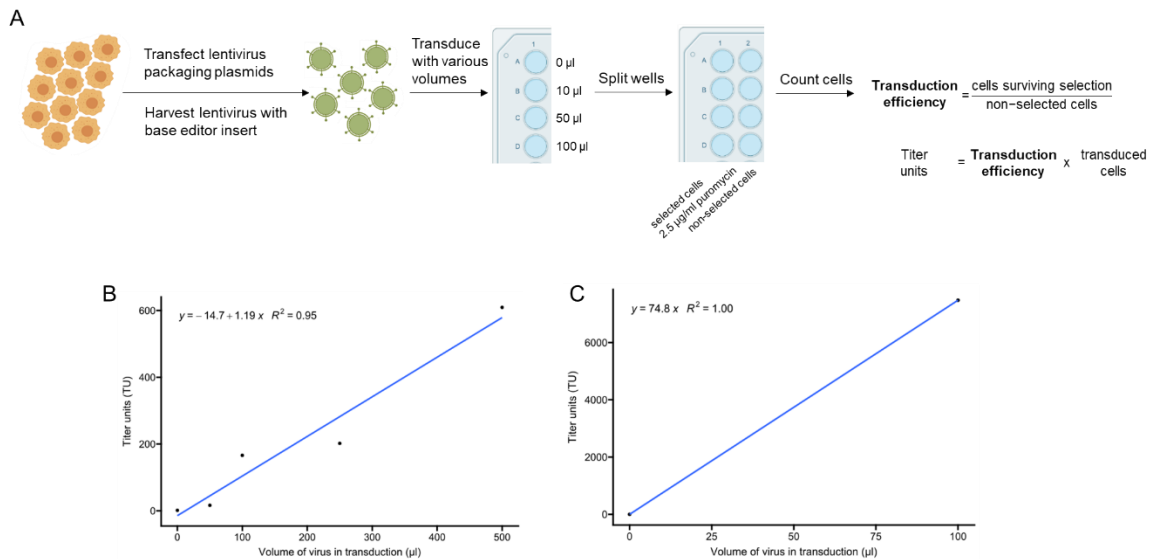 A
Transfect lentivirus
packaging plasmids
Harvest lentivirus with
base editor insert
Transduce
with various
volumes
1
A
0 µl
B
10 µl
C
50 µl
D
100 µl
Split wells
1 2
A
B
C
D
selected cells
2.5 µg/ml puromycin
non-selected cells
Count cells
Transduction
efficiency
=
cells surviving selection
non−selected cells
Titer
units
=
Transduction
efficiency
x
transduced
cells
B
y = − 14.7 + 1.19 x R² = 0.95
Titer units (TU)
600
400
200
0
0 100 200 300 400 500
Volume of virus in transduction (µl)
C
y = 74.8 x R² = 1.00
Titer units (TU)
6000
4000
2000
0
0 25 50 75 100
Volume of virus in transduction (µl)